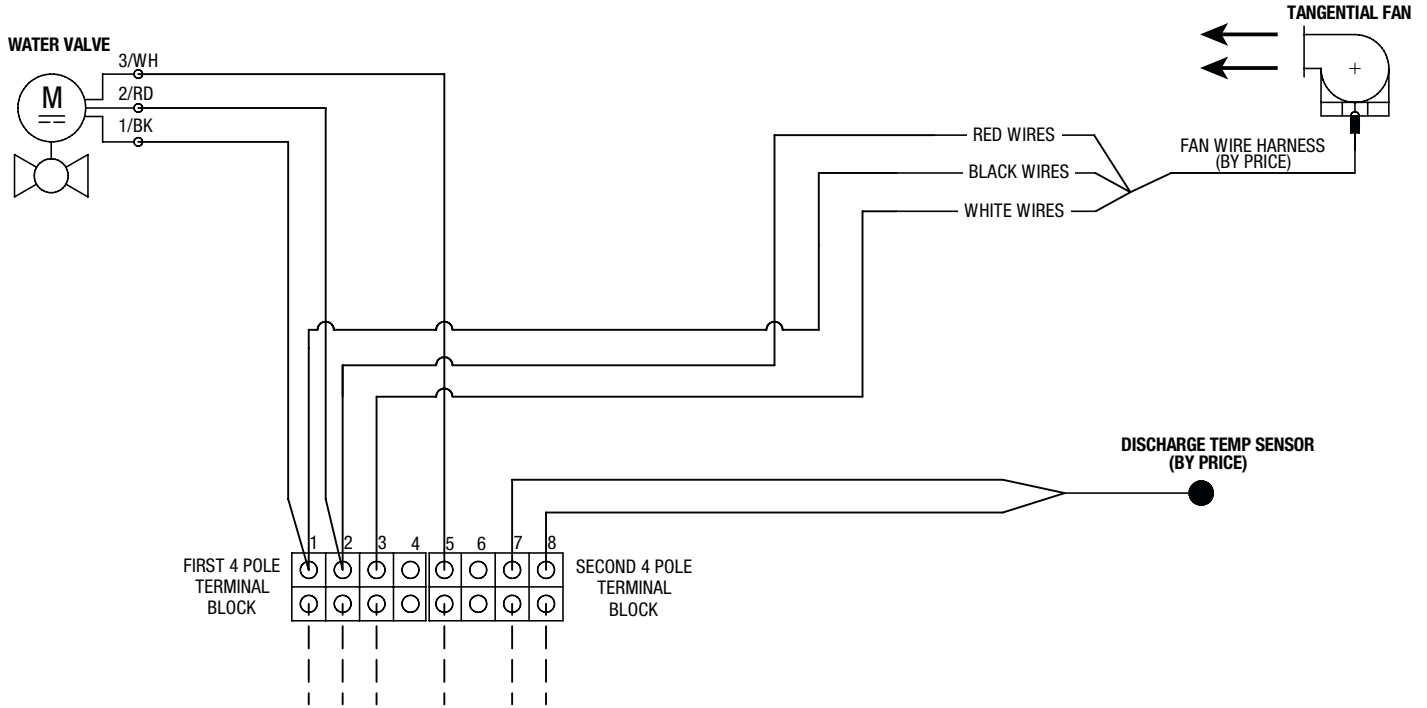 TANGENTIAL FAN
WATER VALVE
3/WH
M
2/RD
1/BK
RED WIRES
FAN WIRE HARNESS
(BY PRICE)
BLACK WIRES
WHITE WIRES
DISCHARGE TEMP SENSOR
(BY PRICE)
1 2 3 4 5 6 7 8
FIRST 4 POLE
TERMINAL
BLOCK
SECOND 4 POLE
TERMINAL
BLOCK